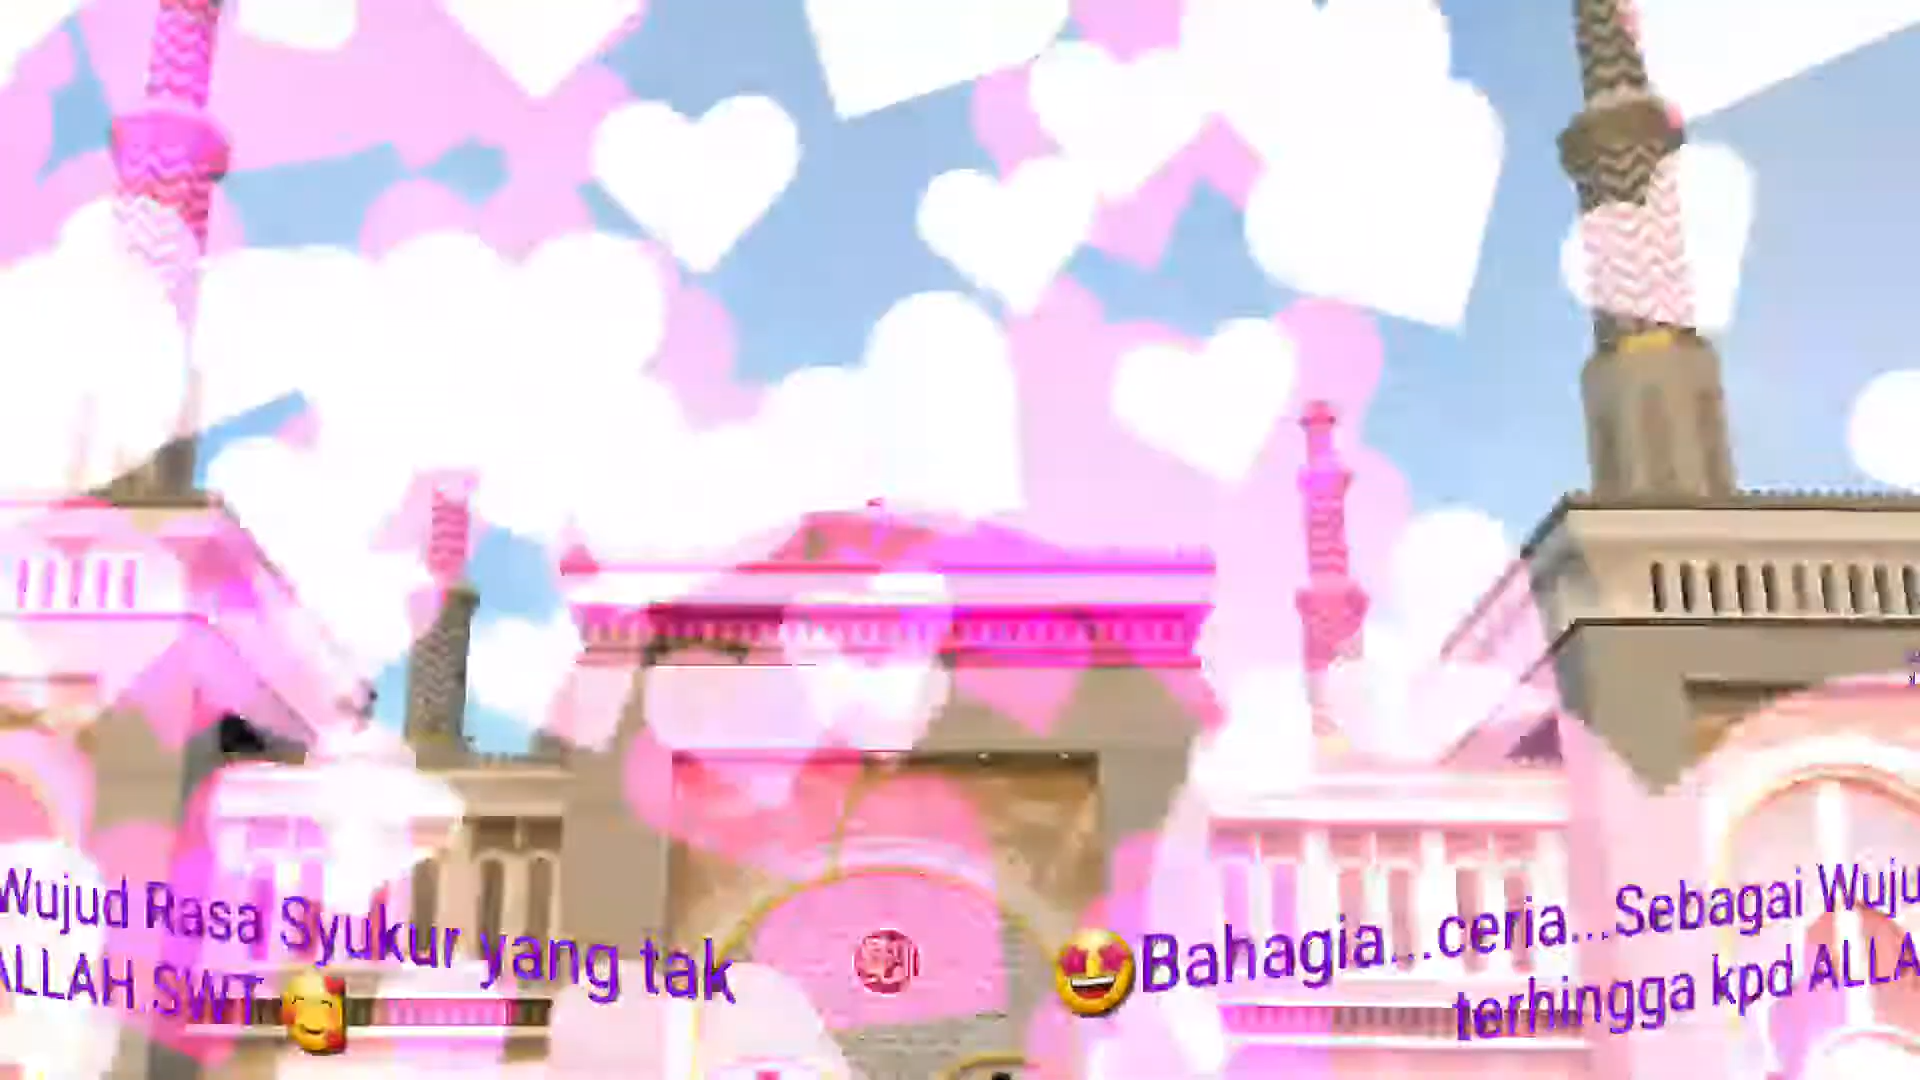 Wujud Rasa Syukur yang tak
ALLAH SWT 🥰
🤩Bahagia...ceria...Sebagai Wuju
terhingga kpd ALLA